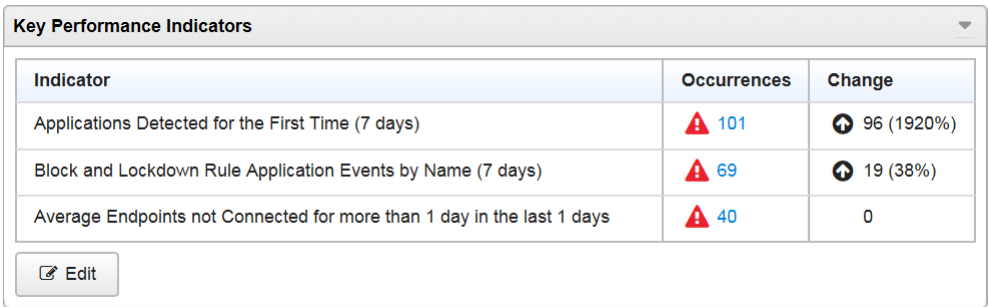 Key Performance Indicators
Indicator Occurrences Change
Applications Detected for the First Time (7 days) 101 96 (1920%)
Block and Lockdown Rule Application Events by Name (7 days) 69 19 (38%)
Average Endpoints not Connected for more than 1 day in the last 1 days 40 0
Edit